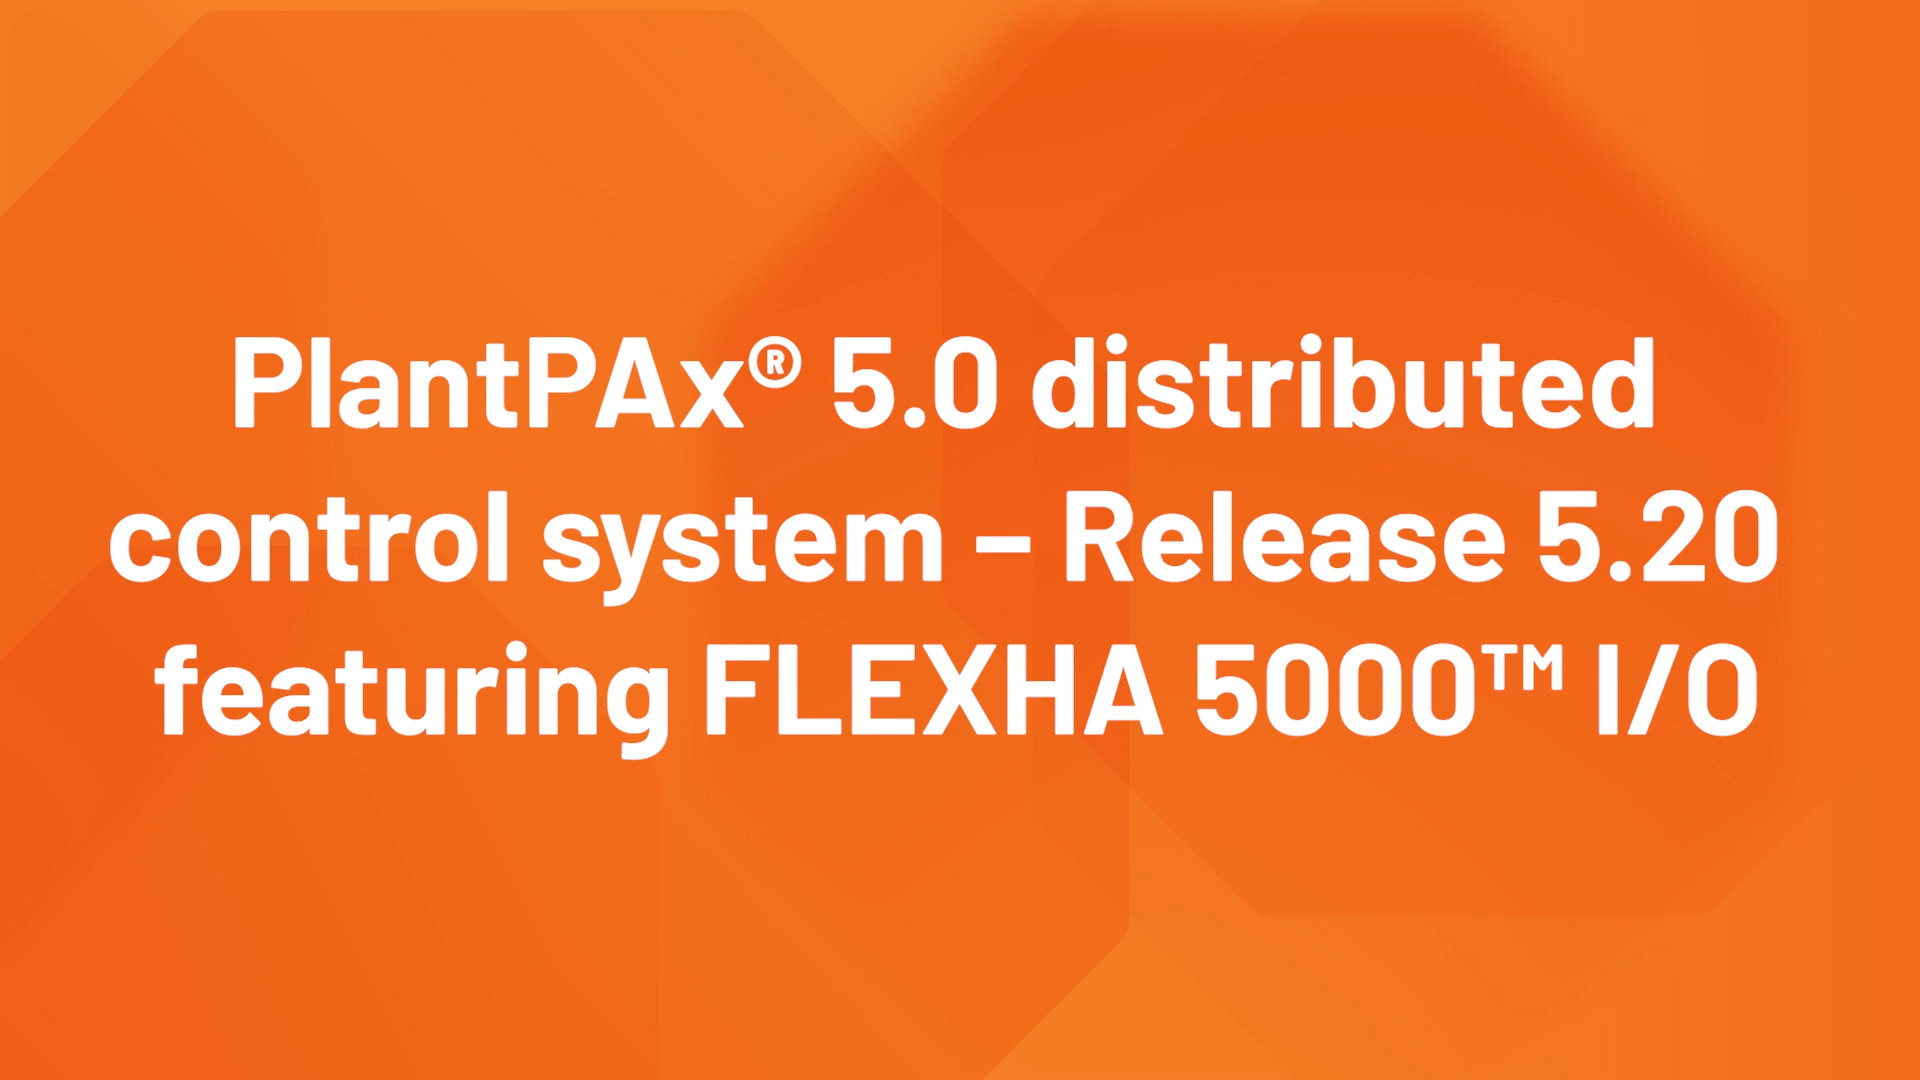 PlantPAx® 5.0 distributed
control system – Release 5.20
featuring FLEXHA 5000™ I/O